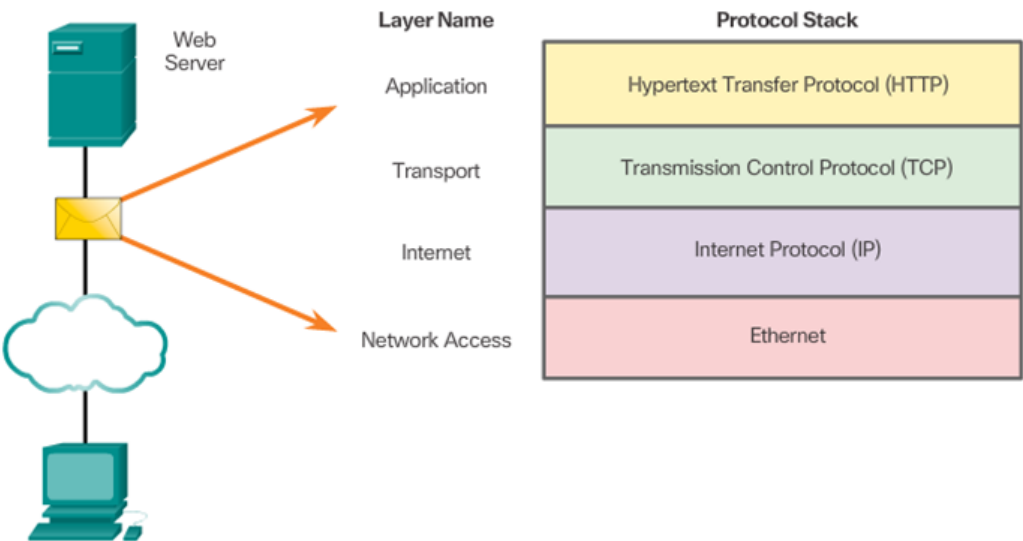 Layer Name
Protocol Stack
Web
Server
Application
Hypertext Transfer Protocol (HTTP)
Transport
Transmission Control Protocol (TCP)
Internet
Internet Protocol (IP)
Network Access
Ethernet